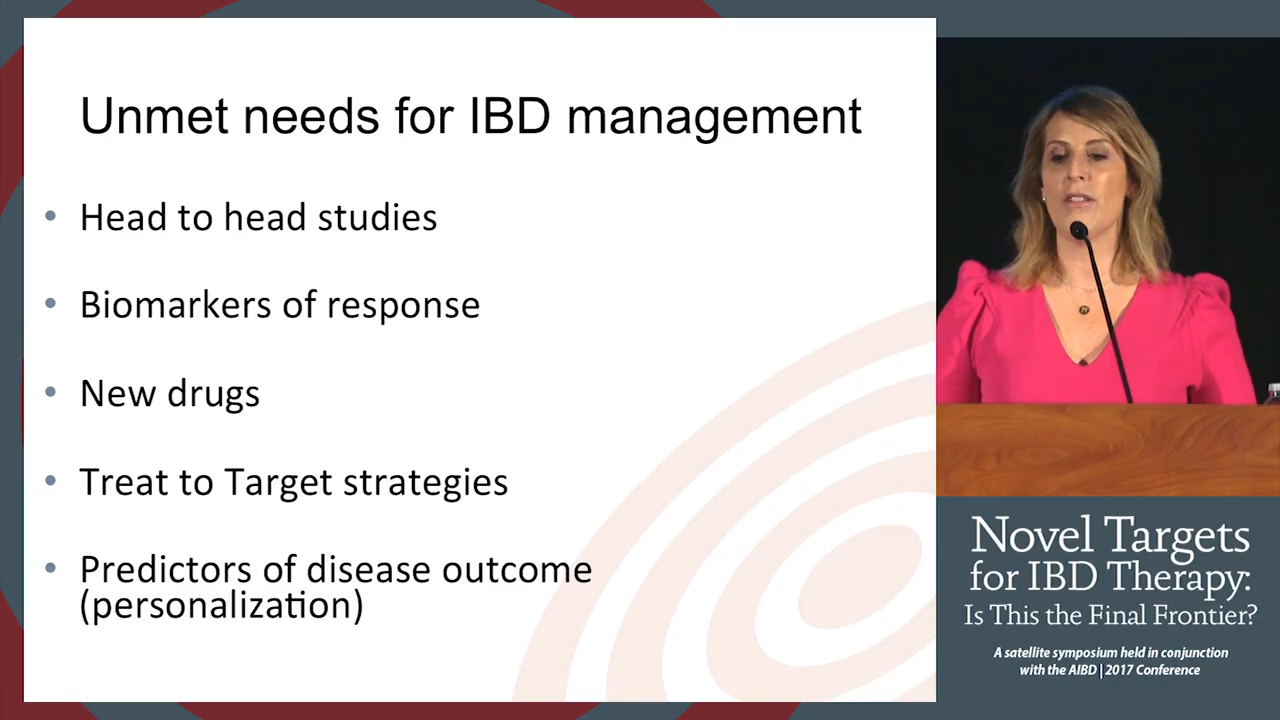 Unmet needs for IBD management
• Head to head studies
• Biomarkers of response
• New drugs
• Treat to Target strategies
• Predictors of disease outcome
(personalization)
Novel Targets
for IBD Therapy:
Is This the Final Frontier?
A satellite symposium held in conjunction
with the AIBD | 2017 Conference